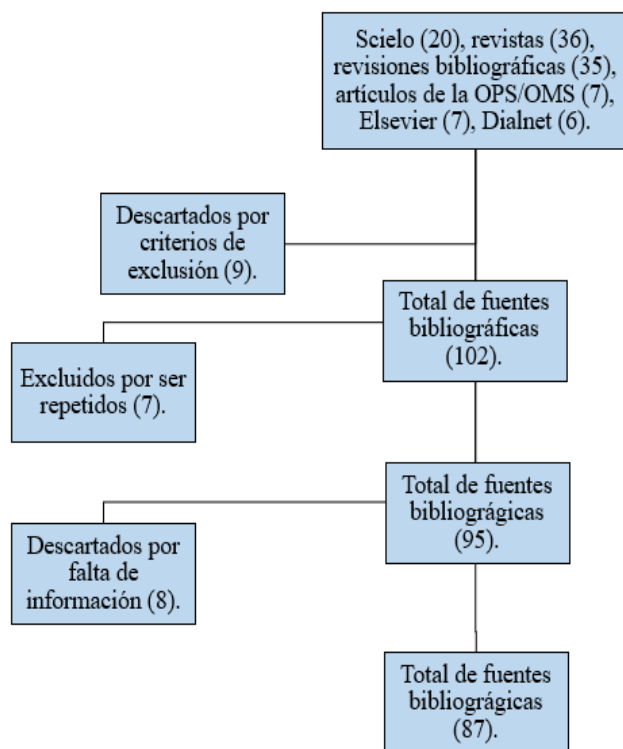 Scielo (20), revistas (36),
revisiones bibliográficas (35),
artículos de la OPS/OMS (7),
Elsevier (7), Dialnet (6).
Descartados por
criterios de
exclusión (9).
Total de fuentes
bibliográficas
(102).
Excluidos por ser
repetidos (7).
Total de fuentes
bibliográgicas
(95).
Descartados por
falta de
información (8).
Total de fuentes
bibliográgicas
(87).